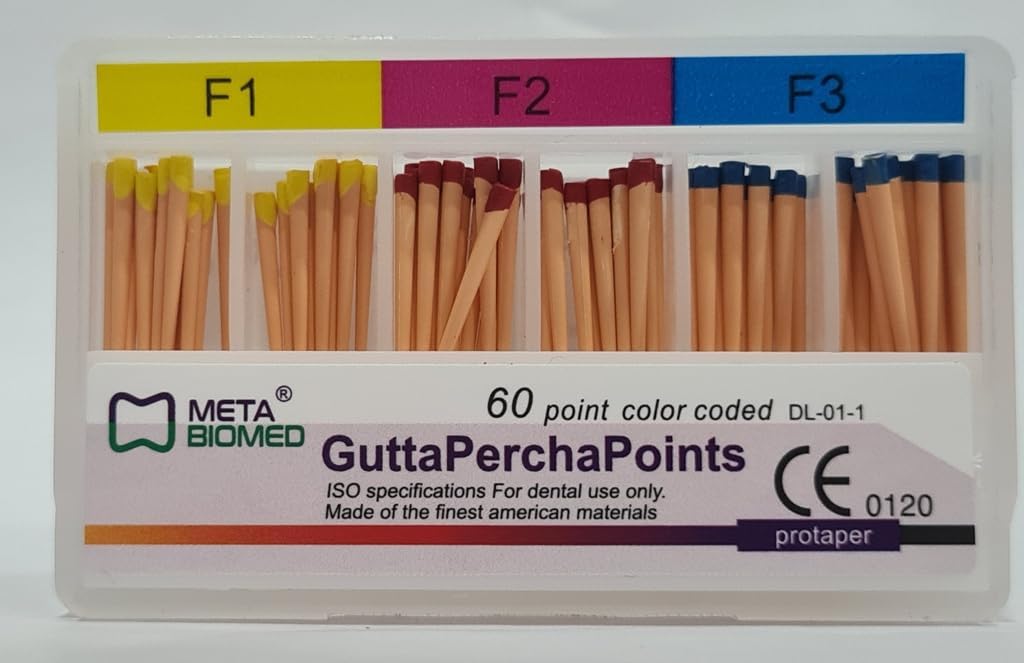 F1 F2 F3
META®
BIOMED
60 point color coded DL-01-1
GuttaPerchaPoints
ISO specifications For dental use only.
Made of the finest american materials
CE 0120
protaper